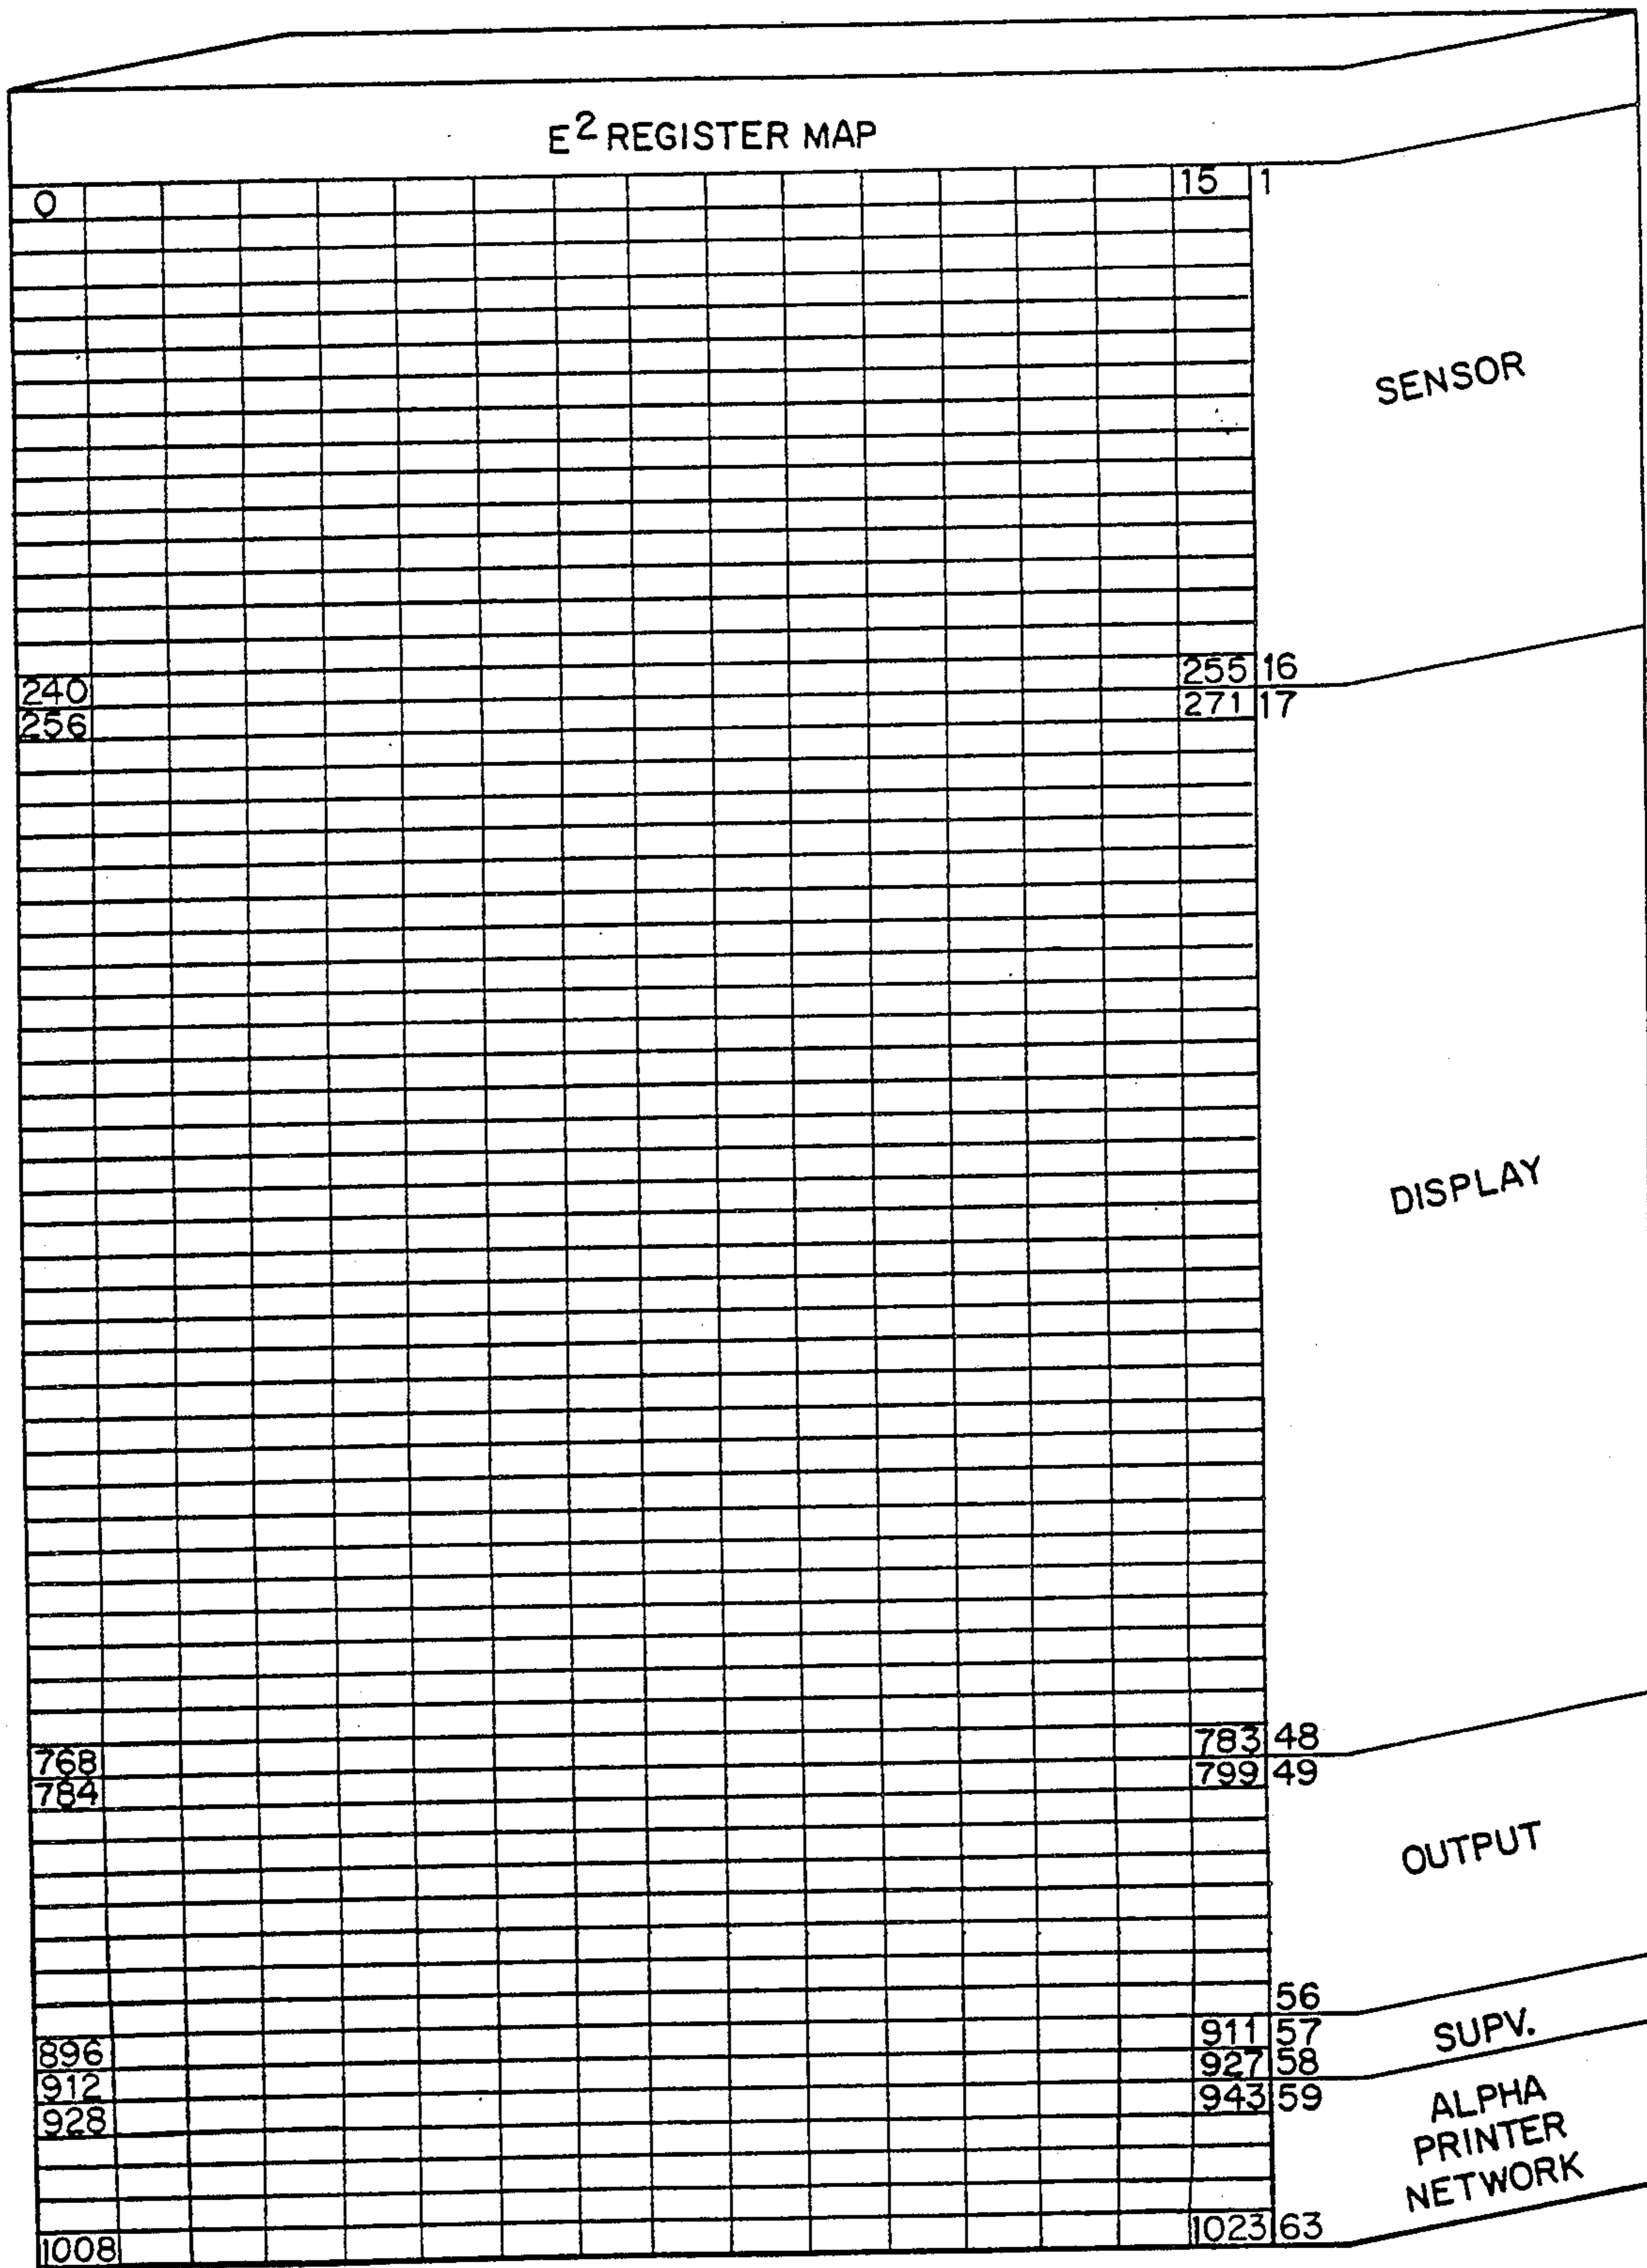 E² REGISTER MAP
0 15 1
SENSOR
240 255 16
256 271 17
DISPLAY
768 783 48
784 799 49
OUTPUT
56
896 911 57
SUPV.
912 927 58
928 943 59
ALPHA
PRINTER
NETWORK
1008 1023 63